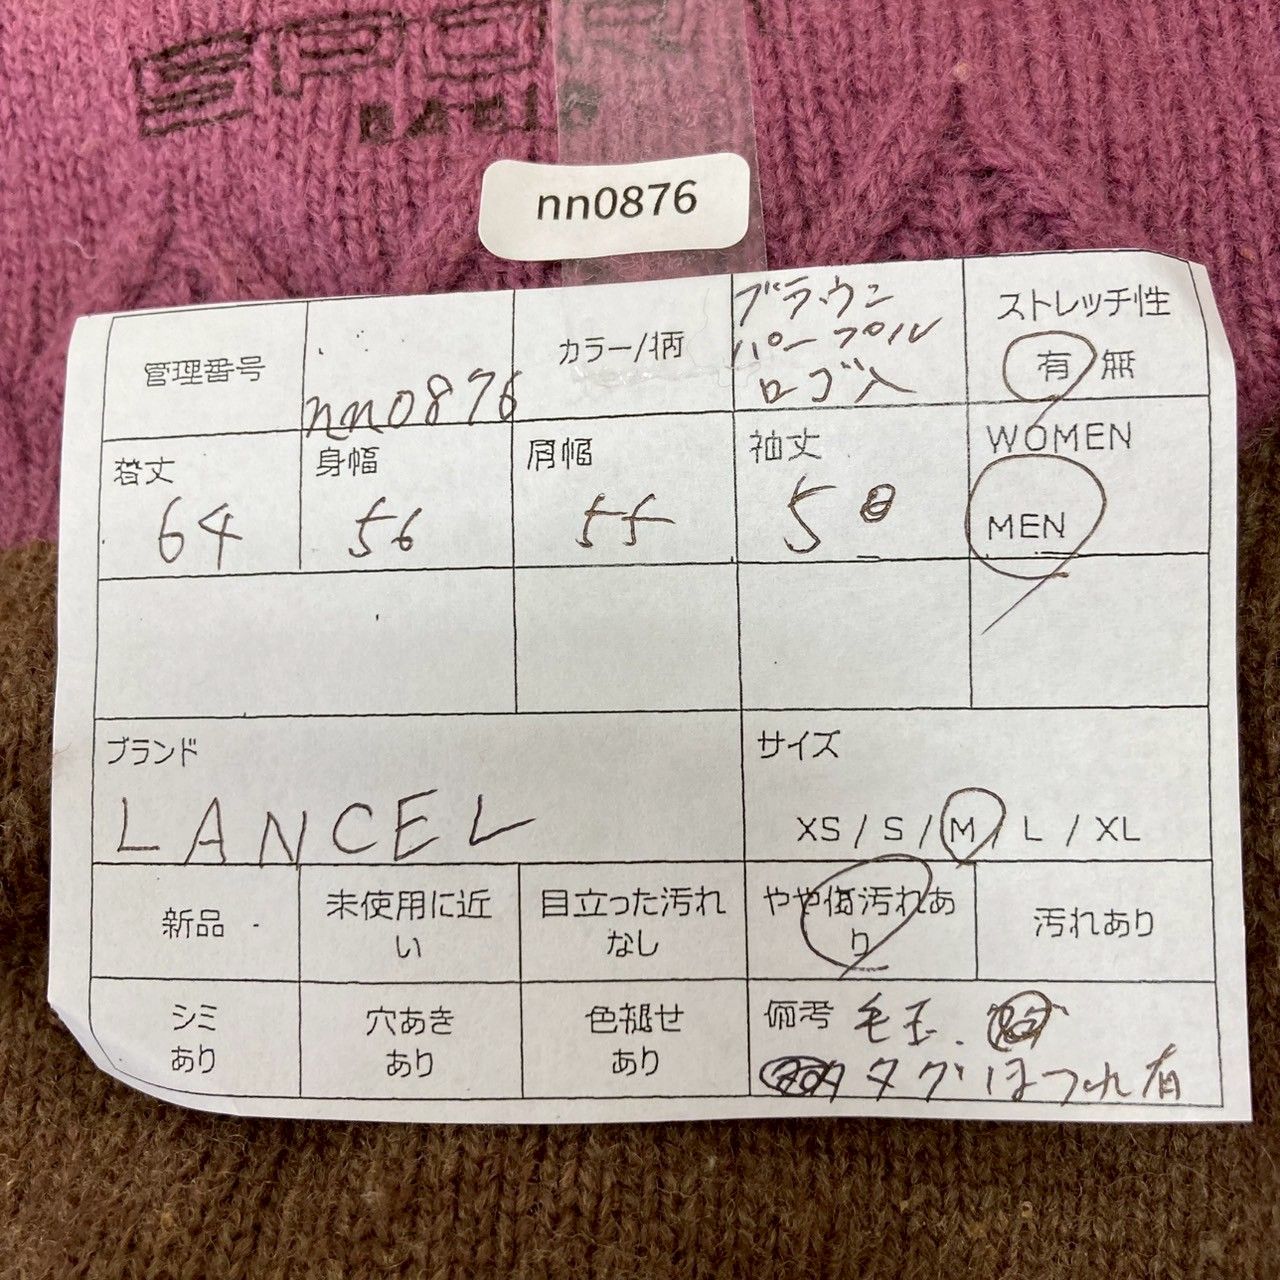 SPOR
nn0876
管理番号
nn0876
カラー/柄
ブラウン
パープル
ロゴ入
ストレッチ性
有 無
着丈
64
身幅
56
肩幅
55
袖丈
50
WOMEN
MEN
ブランド
LANCEL
サイズ
XS / S / M / L / XL
新品
未使用に近
い
目立った汚れ
なし
やや傷汚れあ
り
汚れあり
シミ
あり
穴あき
あり
色褪せ
あり
備考 毛玉、
タグほつれ有